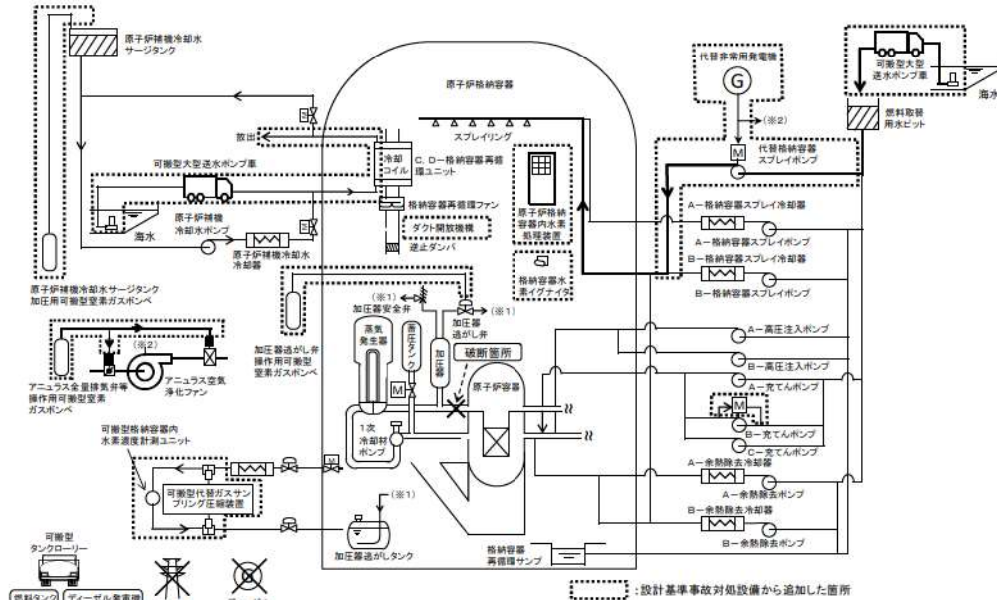 原子炉補機冷却水
サージタンク
原子炉格納容器
代替非常用発電機
G
可搬型大型
送水ポンプ車
海水
燃料取替
用水ピット
(※2)
M
放出
スプレイリング
冷却
コイル
C，D－格納容器再循
環ユニット
M
代替格納容器
スプレイポンプ
可搬型大型送水ポンプ車
格納容器再循環ファン
原子炉格納
容器内水素
処理装置
A－格納容器スプレイ冷却器
海水
原子炉補機
冷却水ポンプ
M
ダクト開放機構
A－格納容器スプレイポンプ
原子炉補機冷却水
冷却器
逆止ダンパ
格納容器水
素イグナイタ
B－格納容器スプレイ冷却器
B－格納容器スプレイポンプ
原子炉補機冷却水サージタンク
加圧用可搬型窒素ガスボンベ
(※1)
加圧器安全弁
(※1)
加圧器
逃がし弁
蒸気
発生器
蓄圧タンク
加圧器
破断箇所
原子炉容器
加圧器逃がし弁
操作用可搬型
窒素ガスボンベ
A－高圧注入ポンプ
B－高圧注入ポンプ
A－充てんポンプ
(※2)
アニュラス空気
浄化ファン
アニュラス全量排気弁等
操作用可搬型窒素
ガスボンベ
M
M
B－充てんポンプ
C－充てんポンプ
1次
冷却材
ポンプ
可搬型格納容器内
水素濃度計測ユニット
M
A－余熱除去冷却器
A－余熱除去ポンプ
可搬型代替ガスサン
プリング圧縮装置
(※1)
B－余熱除去冷却器
B－余熱除去ポンプ
加圧器逃がしタンク
格納容器
再循環サンプ
可搬型
タンクローリー
燃料タンク
ディーゼル発電機
：設計基準事故対処設備から追加した箇所